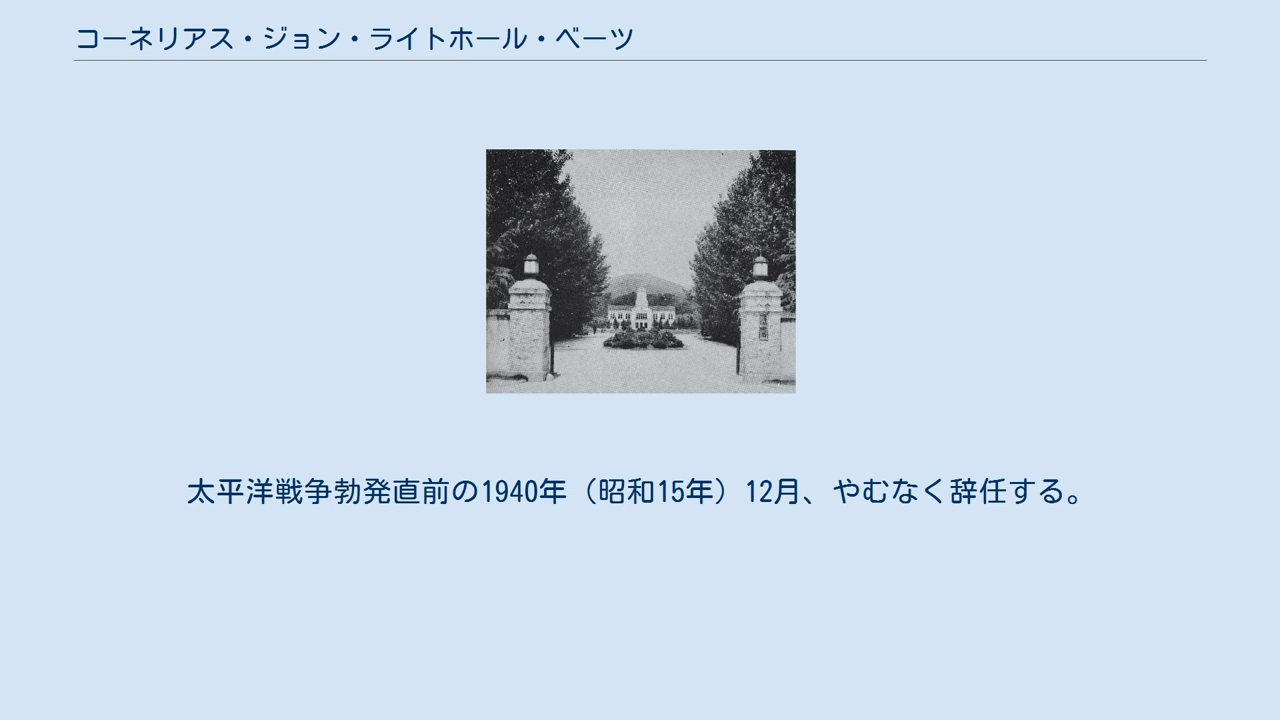 コーネリアス・ジョン・ライトホール・ベーツ
太平洋戦争勃発直前の1940年（昭和15年）12月、やむなく辞任する。